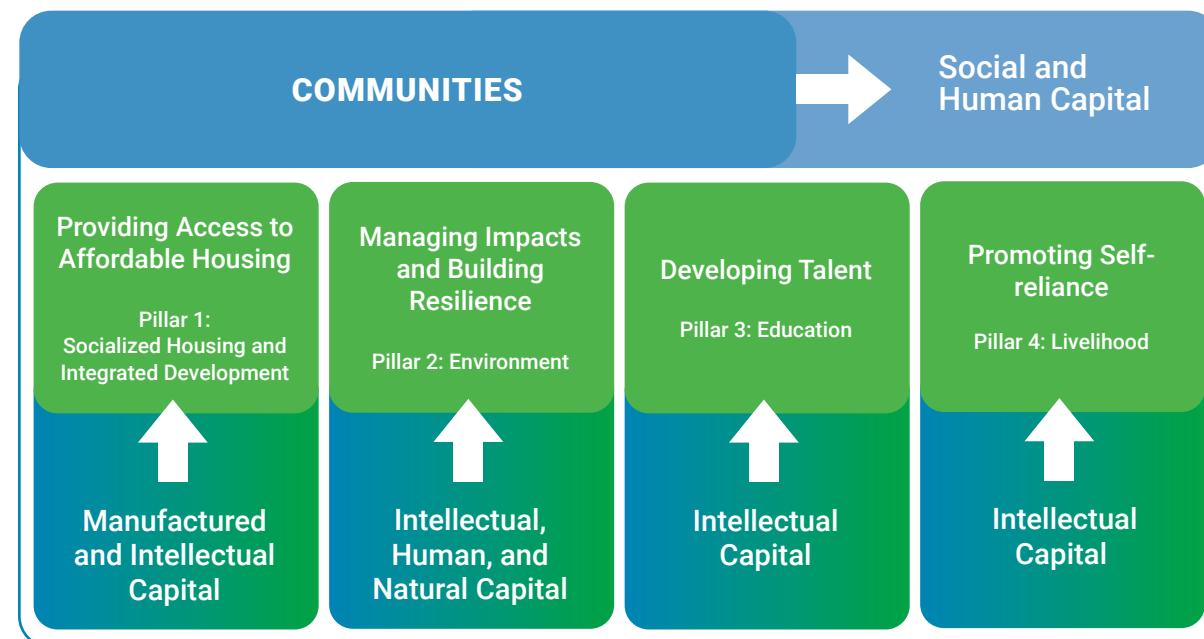 COMMUNITIES
Social and
Human Capital
Providing Access to
Affordable Housing
Pillar 1:
Socialized Housing and
Integrated Development
Manufactured
and Intellectual
Capital
Managing Impacts
and Building
Resilience
Pillar 2: Environment
Intellectual,
Human, and
Natural Capital
Developing Talent
Pillar 3: Education
Intellectual
Capital
Promoting Self-
reliance
Pillar 4: Livelihood
Intellectual
Capital